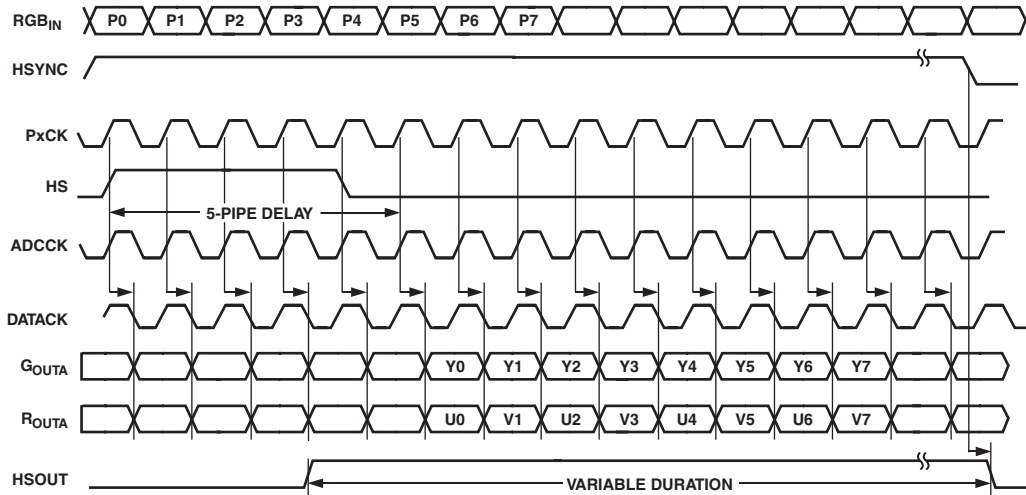 RGBIN P0 P1 P2 P3 P4 P5 P6 P7
HSYNC
PxCK
HS
5-PIPE DELAY
ADCCK
DATACK
GOUTA Y0 Y1 Y2 Y3 Y4 Y5 Y6 Y7
ROUTA U0 V1 U2 V3 U4 V5 U6 V7
HSOUT
VARIABLE DURATION